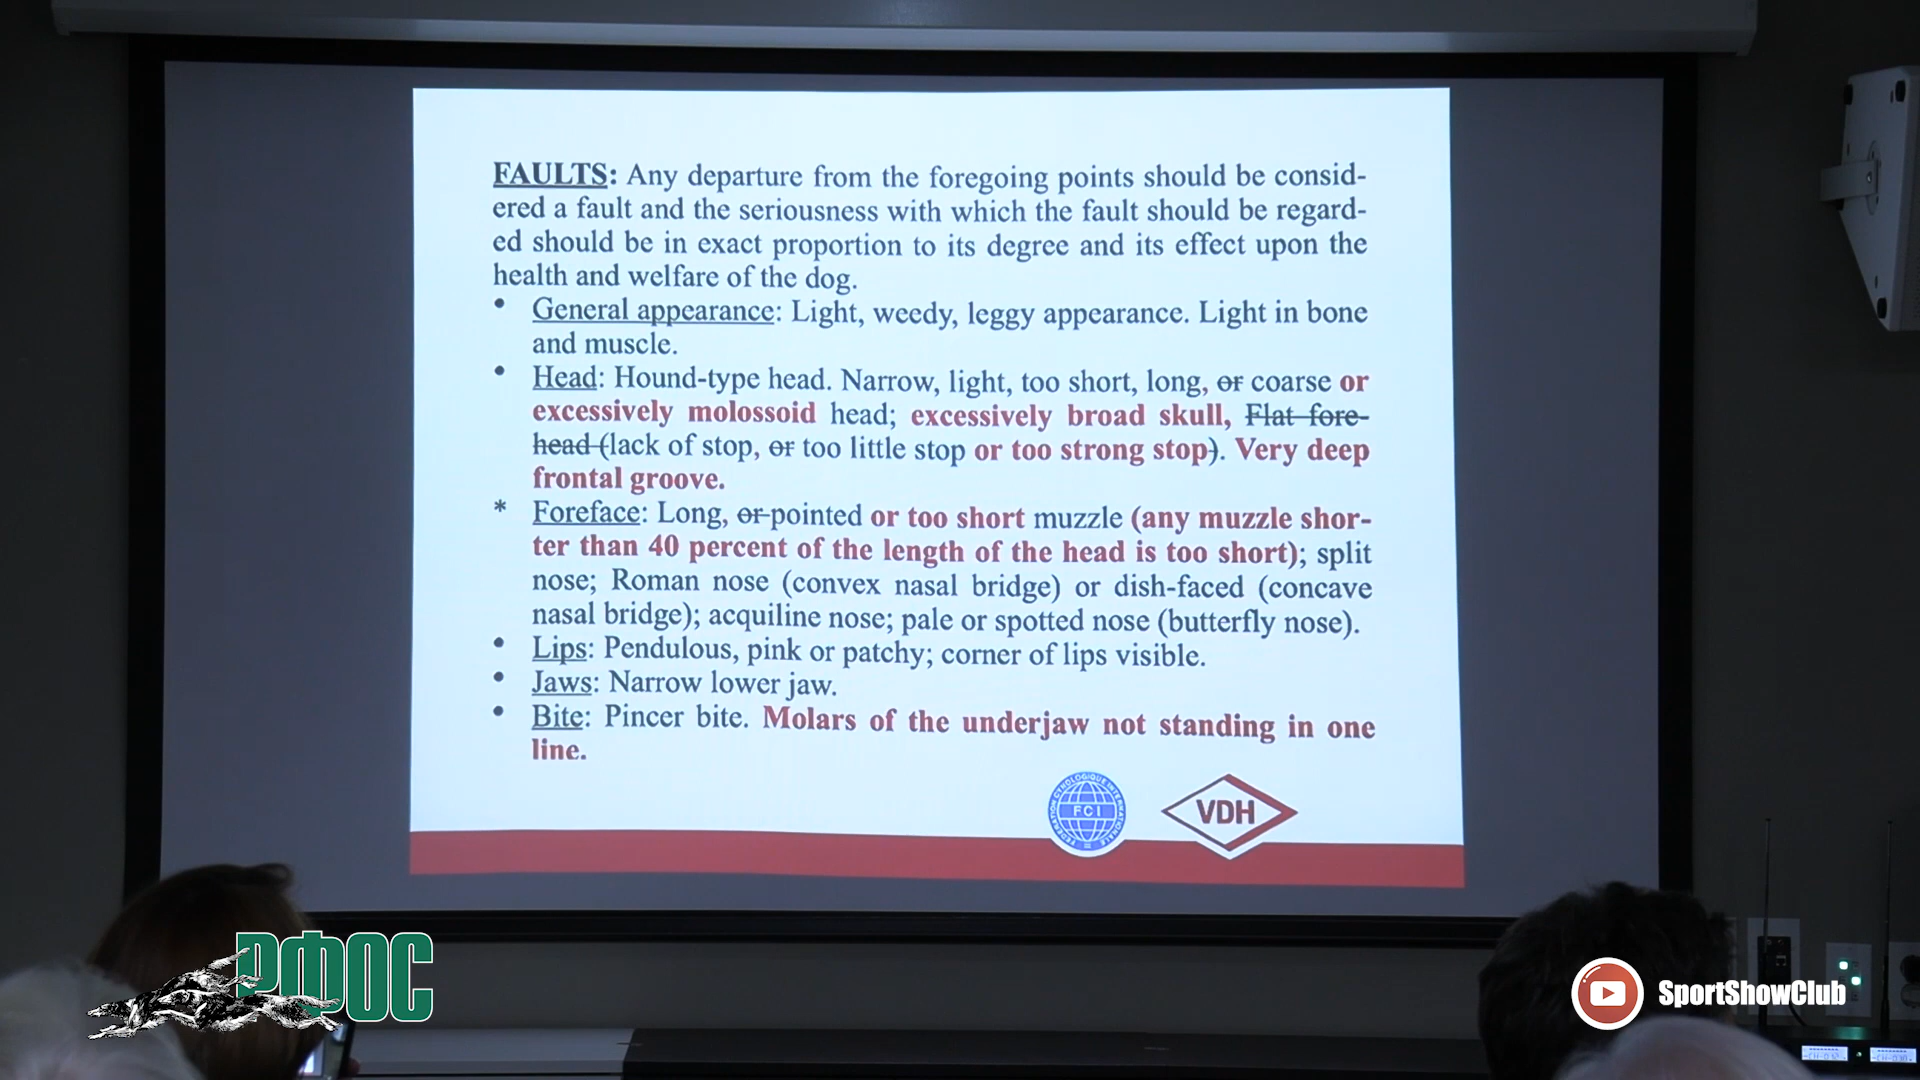 FAULTS: Any departure from the foregoing points should be consid-
ered a fault and the seriousness with which the fault should be regard-
ed should be in exact proportion to its degree and its effect upon the
health and welfare of the dog.
• General appearance: Light, weedy, leggy appearance. Light in bone
and muscle.
• Head: Hound-type head. Narrow, light, too short, long, or coarse or
excessively molossoid head; excessively broad skull, Flat fore-
head (lack of stop, or too little stop or too strong stop). Very deep
frontal groove.
* Foreface: Long, or pointed or too short muzzle (any muzzle shor-
ter than 40 percent of the length of the head is too short); split
nose; Roman nose (convex nasal bridge) or dish-faced (concave
nasal bridge); acquiline nose; pale or spotted nose (butterfly nose).
• Lips: Pendulous, pink or patchy; corner of lips visible.
• Jaws: Narrow lower jaw.
• Bite: Pincer bite. Molars of the underjaw not standing in one
line.
FEDERATION CYNOLOGIQUE INTERNATIONALE
FCI
VDH
РФОС
SportShowClub